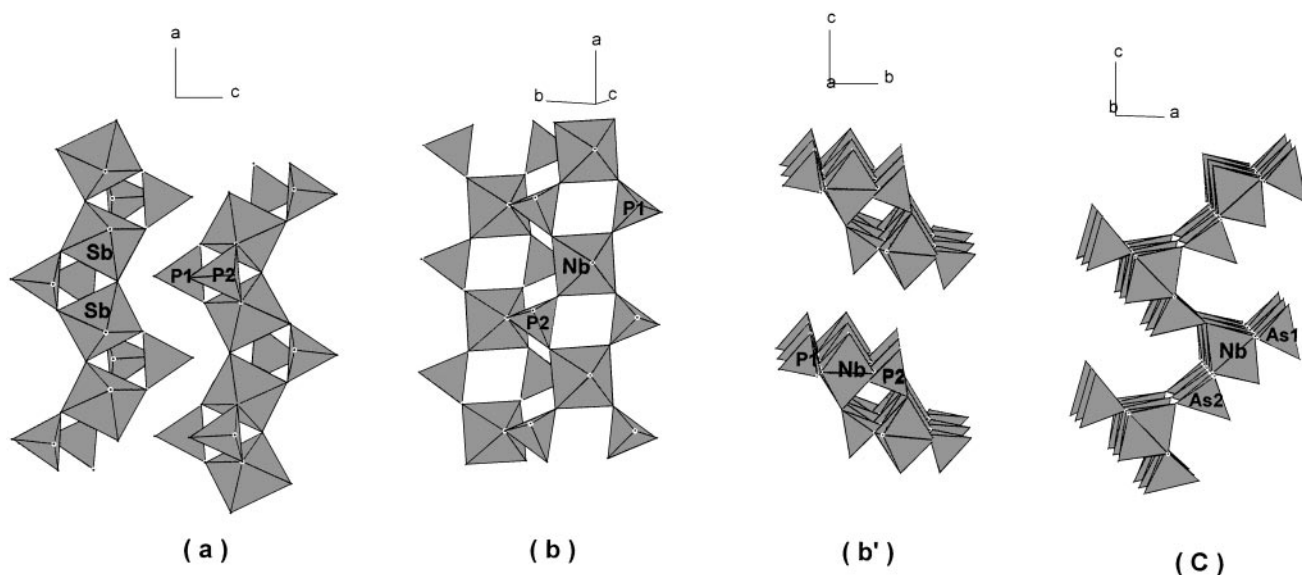 a
c
Sb
Sb
P1 P2
( a )
a
b c
P1
Nb
P2
( b )
c
a b
P1 Nb P2
( b' )
c
b a
As1
Nb
As2
( C )